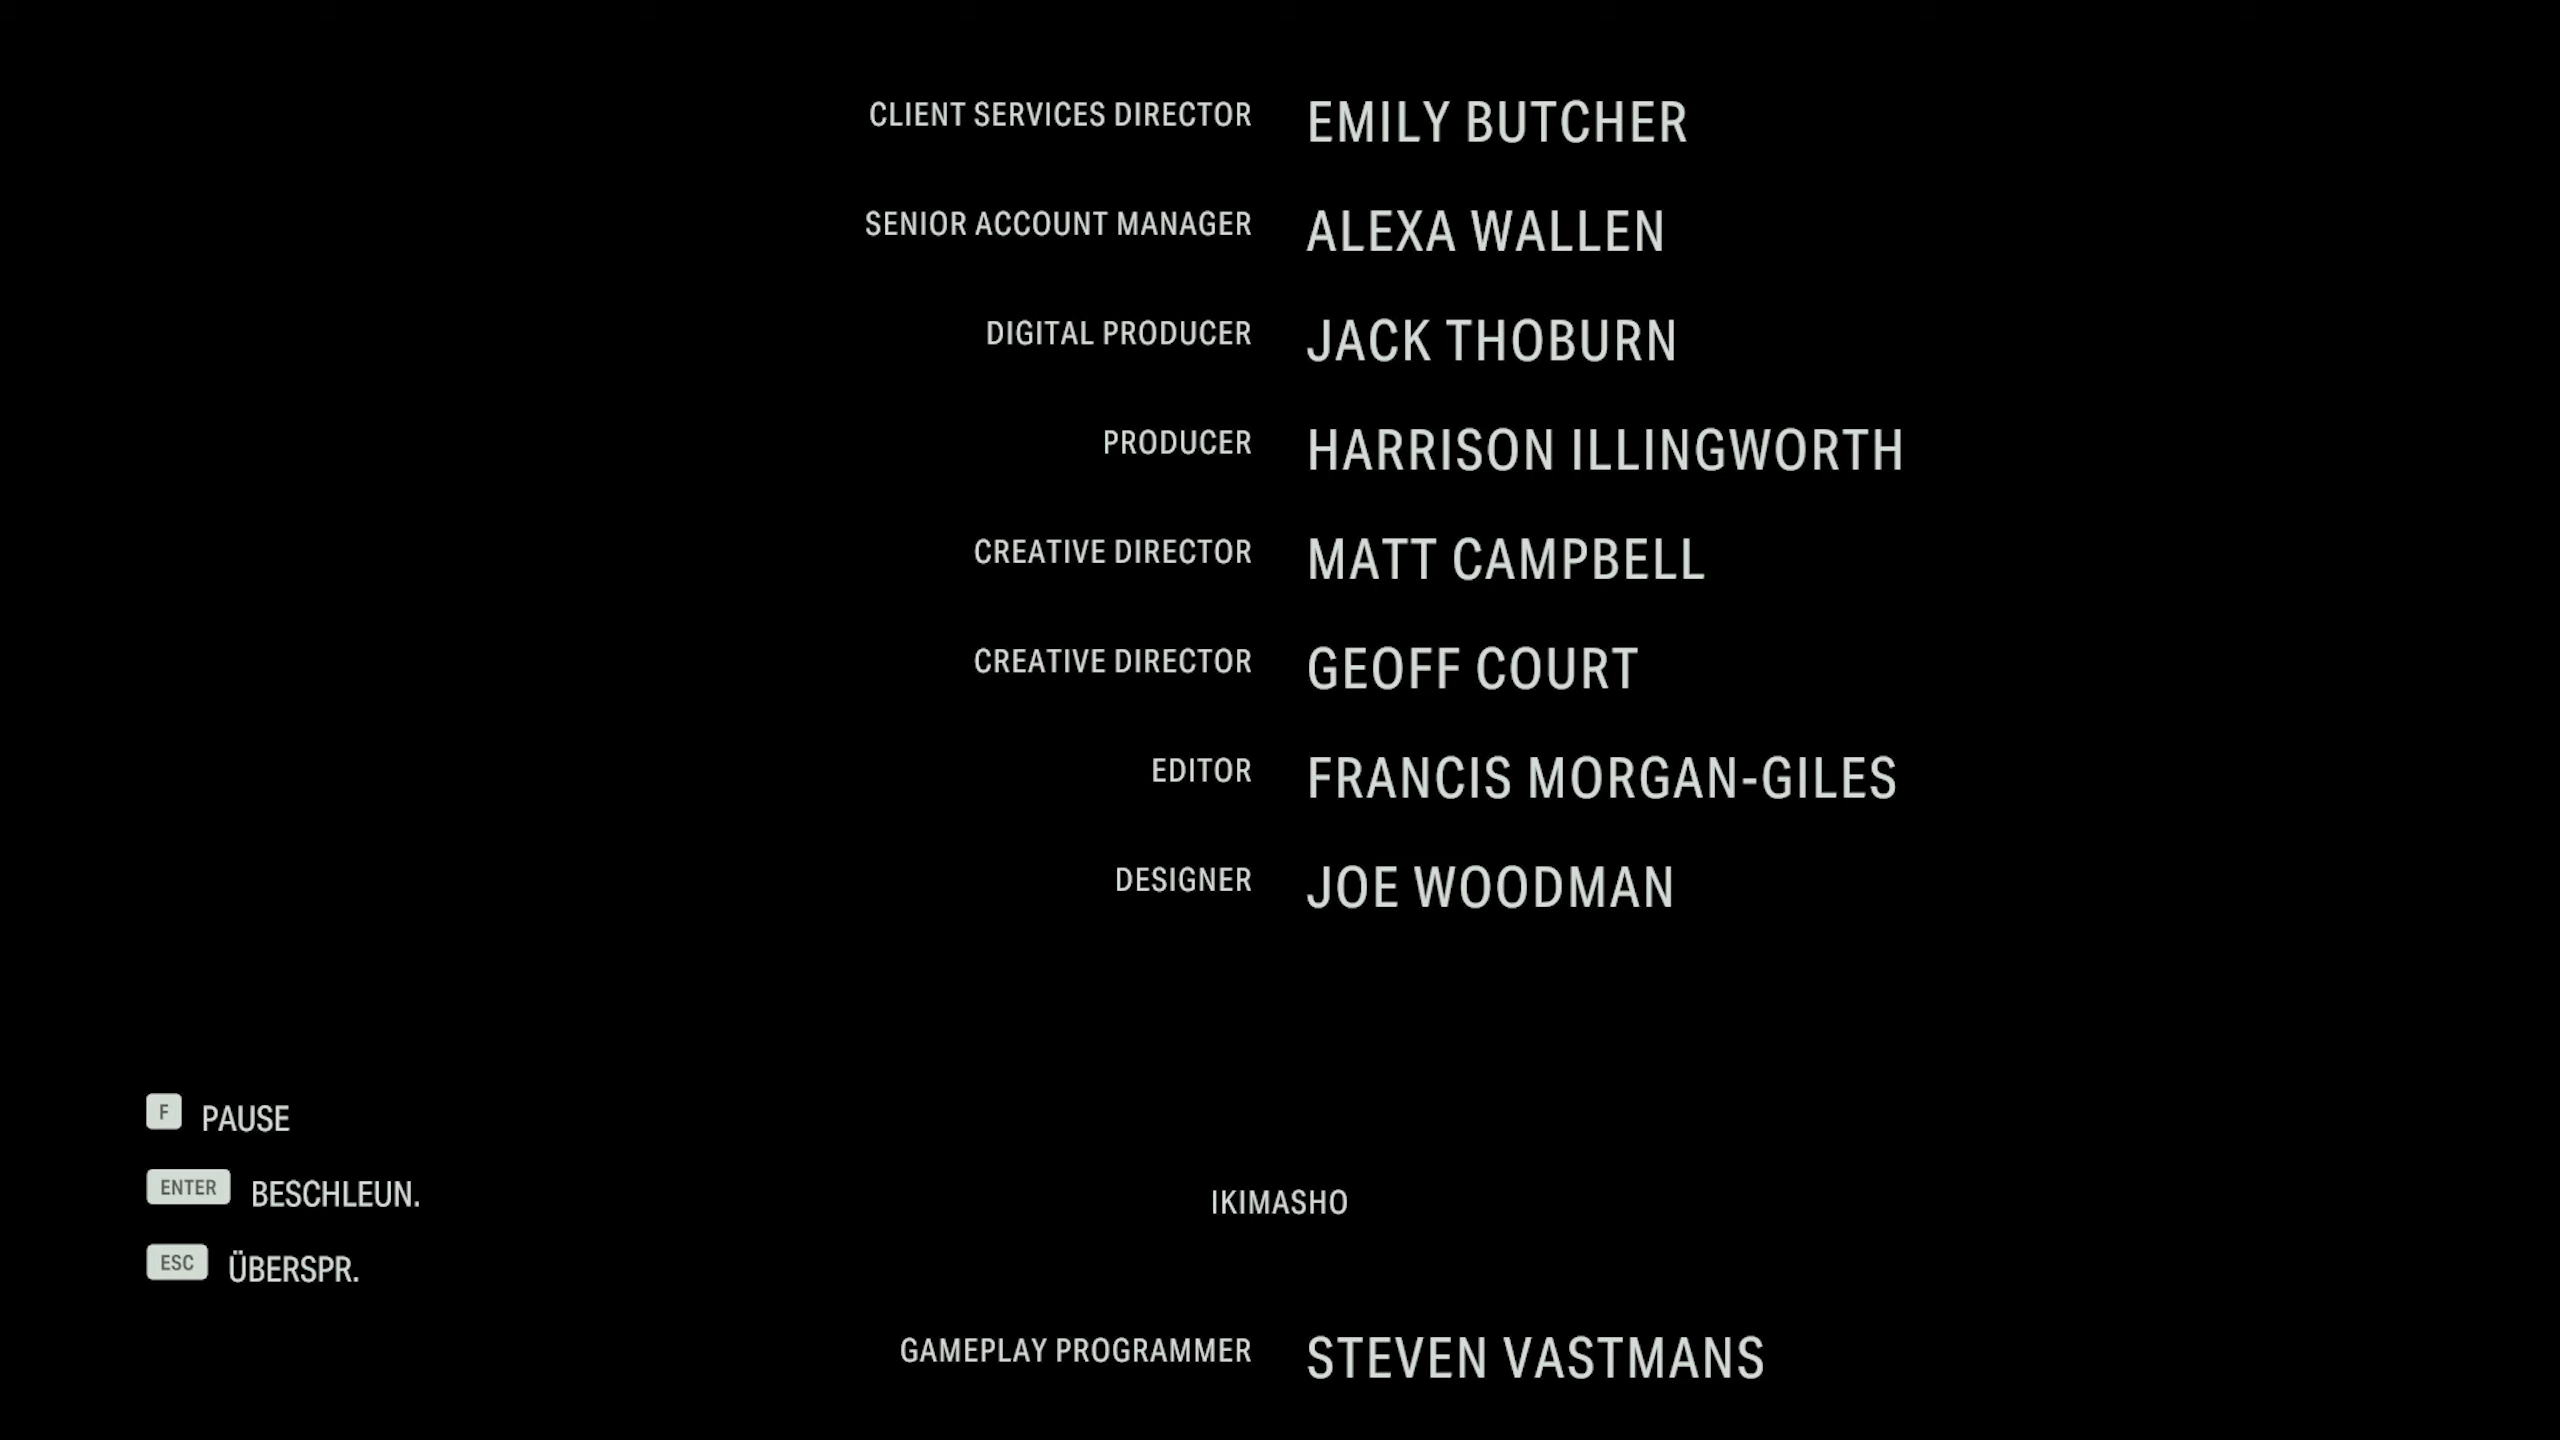 CLIENT SERVICES DIRECTOR EMILY BUTCHER
SENIOR ACCOUNT MANAGER ALEXA WALLEN
DIGITAL PRODUCER JACK THOBURN
PRODUCER HARRISON ILLINGWORTH
CREATIVE DIRECTOR MATT CAMPBELL
CREATIVE DIRECTOR GEOFF COURT
EDITOR FRANCIS MORGAN-GILES
DESIGNER JOE WOODMAN
F PAUSE
ENTER BESCHLEUN.
ESC ÜBERSPR.
IKIMASHO
GAMEPLAY PROGRAMMER STEVEN VASTMANS